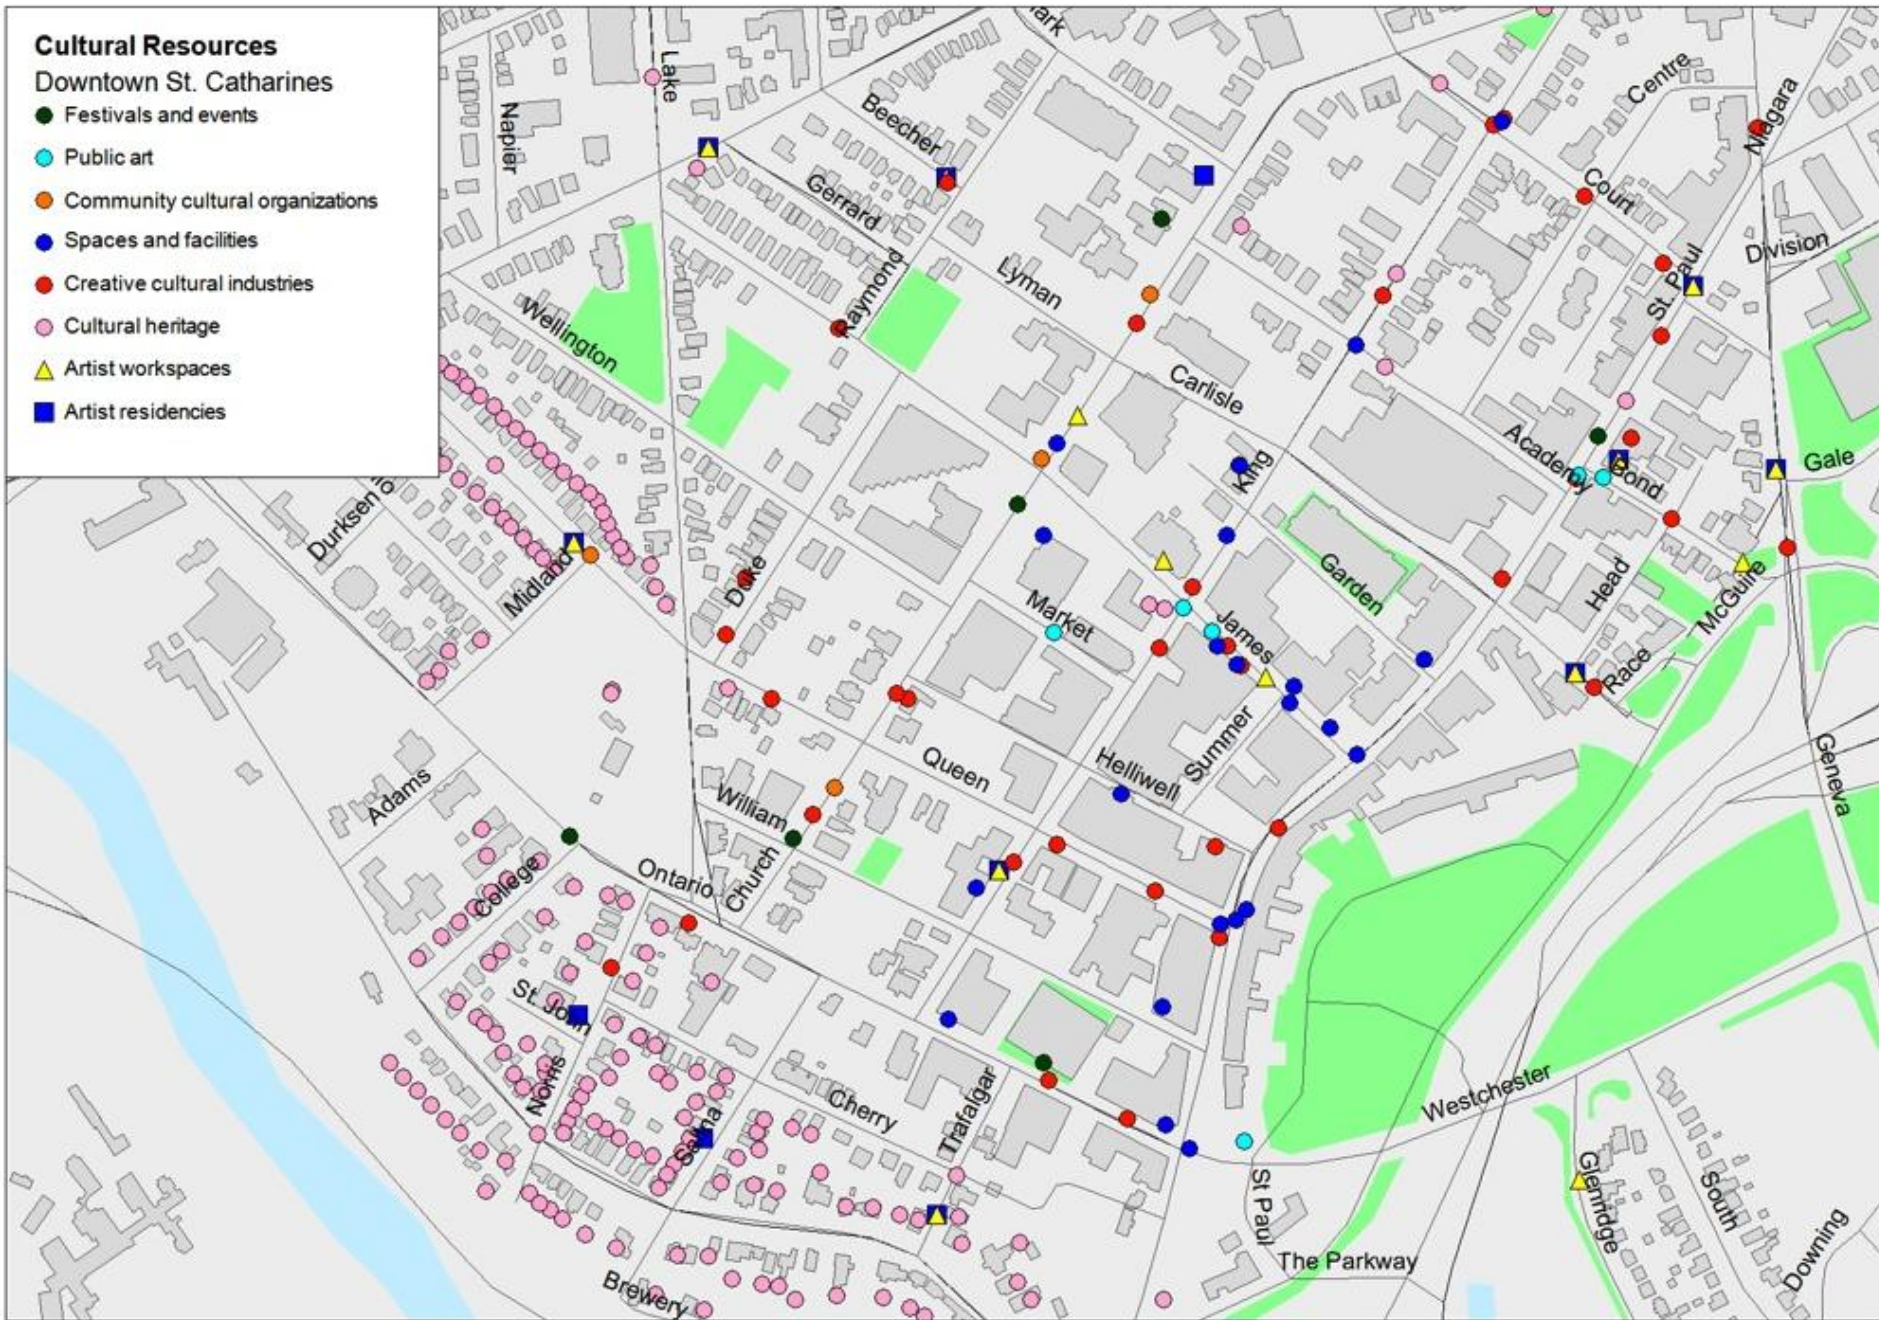 Cultural Resources
Downtown St. Catharines
Festivals and events
Public art
Community cultural organizations
Spaces and facilities
Creative cultural industries
Cultural heritage
Artist workspaces
Artist residencies
Lake
Napier
Beecher
Gerrard
Centre
Niagara
Court
Division
St. Paul
Raymond
Lyman
Wellington
Carlisle
King
Academy
Bond
Gale
Durksen
Midland
Duke
Market
James
Garden
Head
McGuire
Race
Summer
Helliwell
Queen
William
Adams
College
Ontario
Church
Geneva
St. John
Norris
Salina
Cherry
Trafalgar
Westchester
St Paul
Glenridge
South
Downing
The Parkway
Brewery